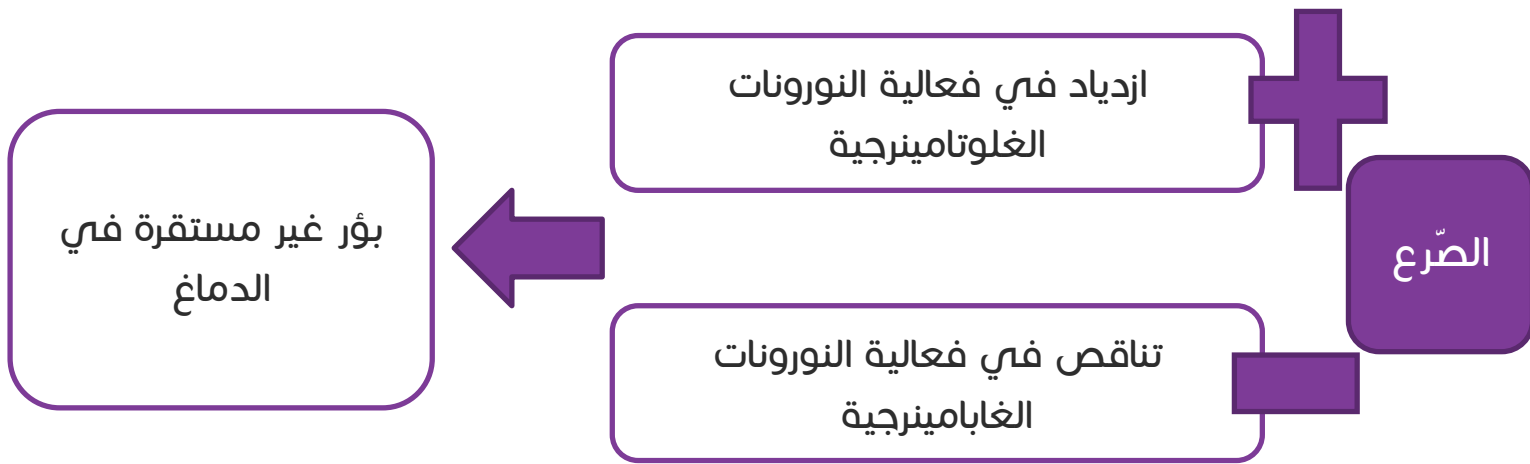 الصّرع
ازدياد في فعالية النورونات
الغلوتامينرجية
تناقص في فعالية النورونات
الغابامينرجية
بؤر غير مستقرة في
الدماغ